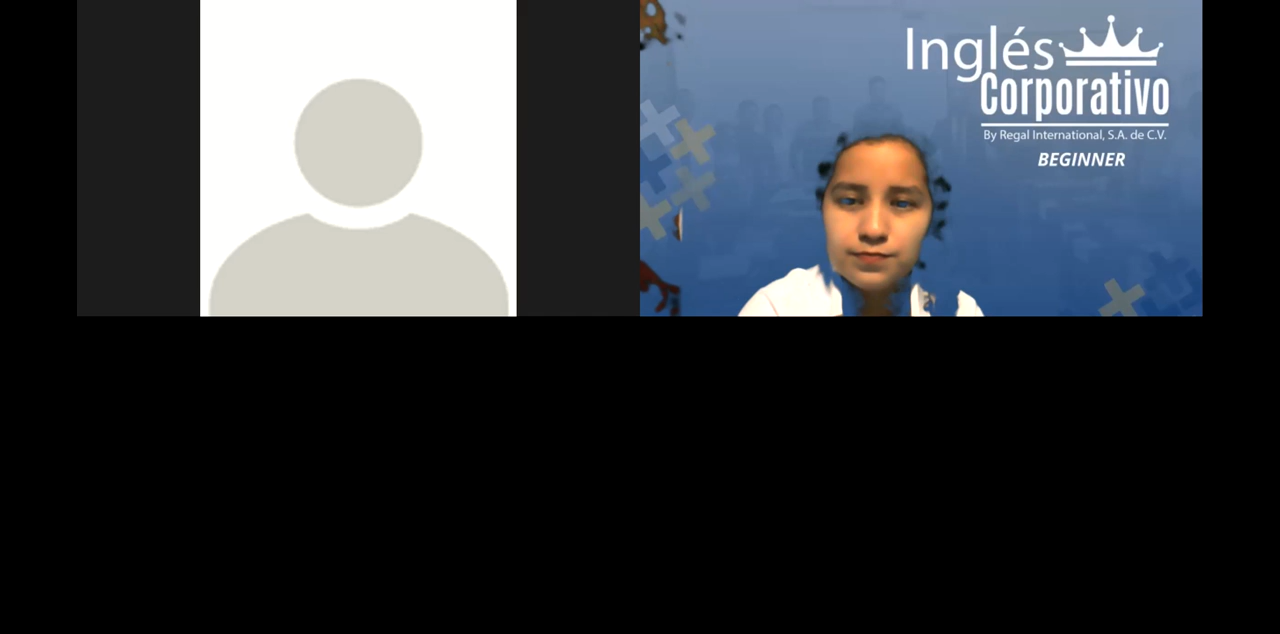 Inglés
Corporativo
By Regal International, S.A. de C.V.
BEGINNER